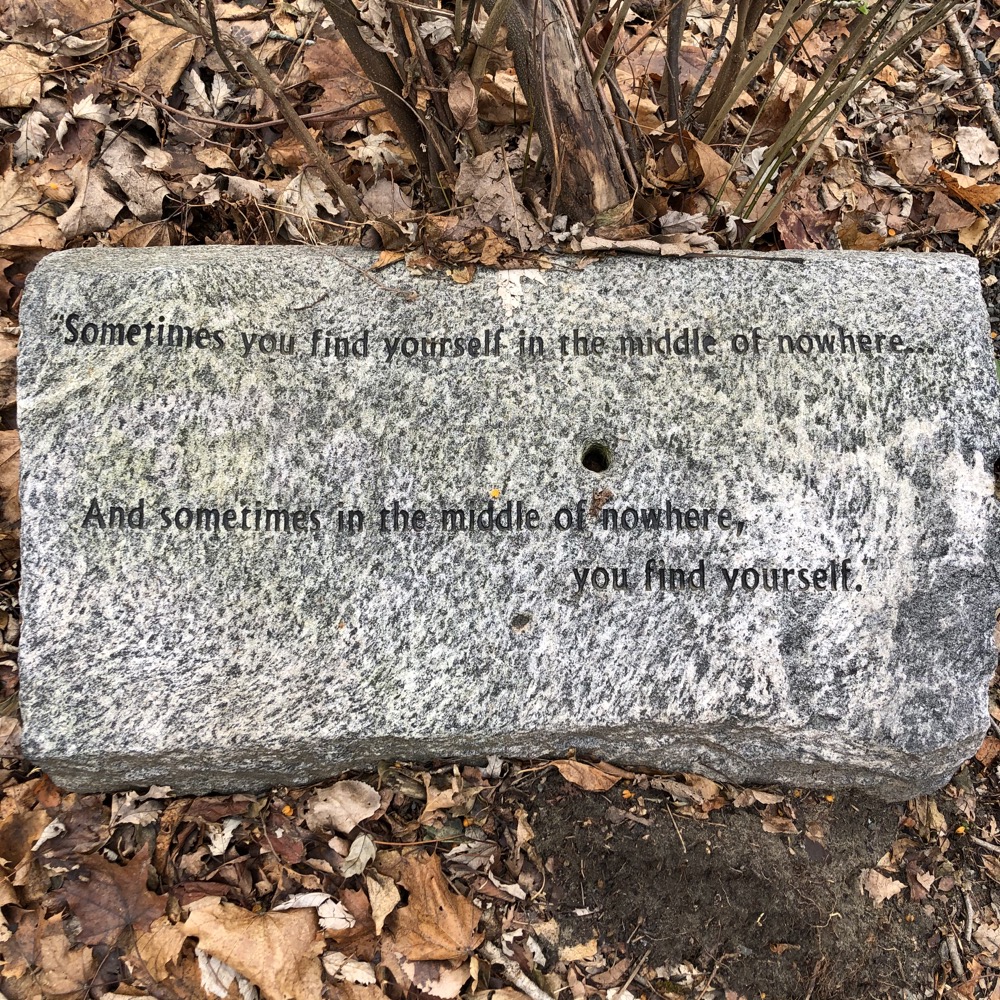 "Sometimes you find yourself in the middle of nowhere...
And sometimes in the middle of nowhere,
you find yourself."